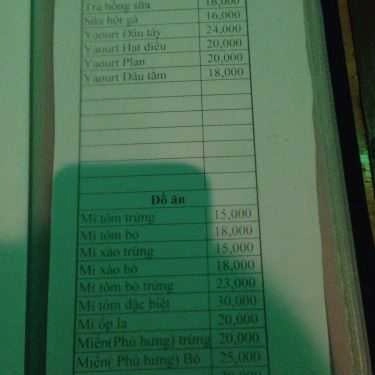 Trà hồng sữa 18,000
Sữa hột gà 16,000
Yaourt Dâu tây 24,000
Yaourt Hạt điều 20,000
Yaourt Plan 20,000
Yaourt Dâu tằm 18,000
Đồ ăn
Mì tôm trứng 15,000
Mì tôm bò 18,000
Mì xào trứng 15,000
Mì xào bò 18,000
Mì tôm bò trứng 23,000
Mì tôm đặc biệt 30,000
Mì ốp la 20,000
Miến(Phú hưng) trứng 20,000
Miến( Phú hưng) Bò 25,000